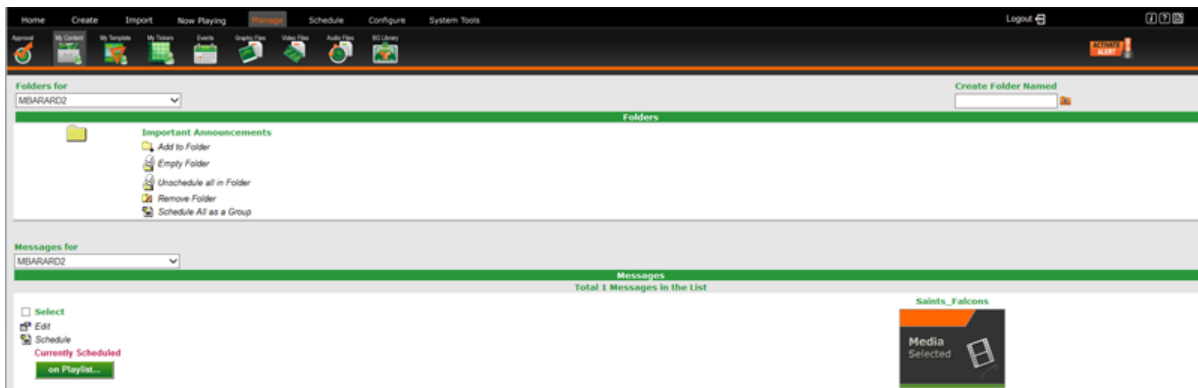 Home Create Import Now Playing Manage Schedule Configure System Tools Logout
Approval My Content My Template My Tickers Events Graphic Files Video Files Audio Files BG Library
ACTIVATE ALERT
Folders for
MBARARD2
Create Folder Named
Folders
Important Announcements
Add to Folder
Empty Folder
Unschedule all in Folder
Remove Folder
Schedule All as a Group
Messages for
MBARARD2
Messages
Total 1 Messages in the List
Select
Edit
Schedule
Currently Scheduled
on Playlist...
Saints_Falcons
Media
Selected